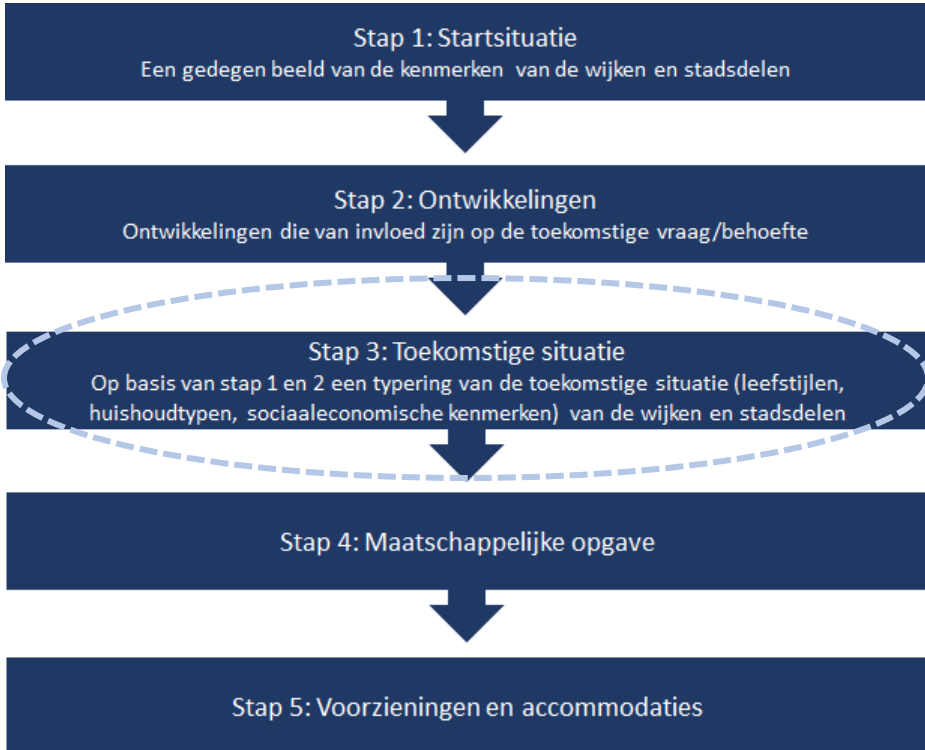 Stap 1: Startsituatie
Een gedegen beeld van de kenmerken van de wijken en stadsdelen
Stap 2: Ontwikkelingen
Ontwikkelingen die van invloed zijn op de toekomstige vraag/behoefte
Stap 3: Toekomstige situatie
Op basis van stap 1 en 2 een typering van de toekomstige situatie (leefstijlen,
huishoudtypen, sociaaleconomische kenmerken) van de wijken en stadsdelen
Stap 4: Maatschappelijke opgave
Stap 5: Voorzieningen en accommodaties